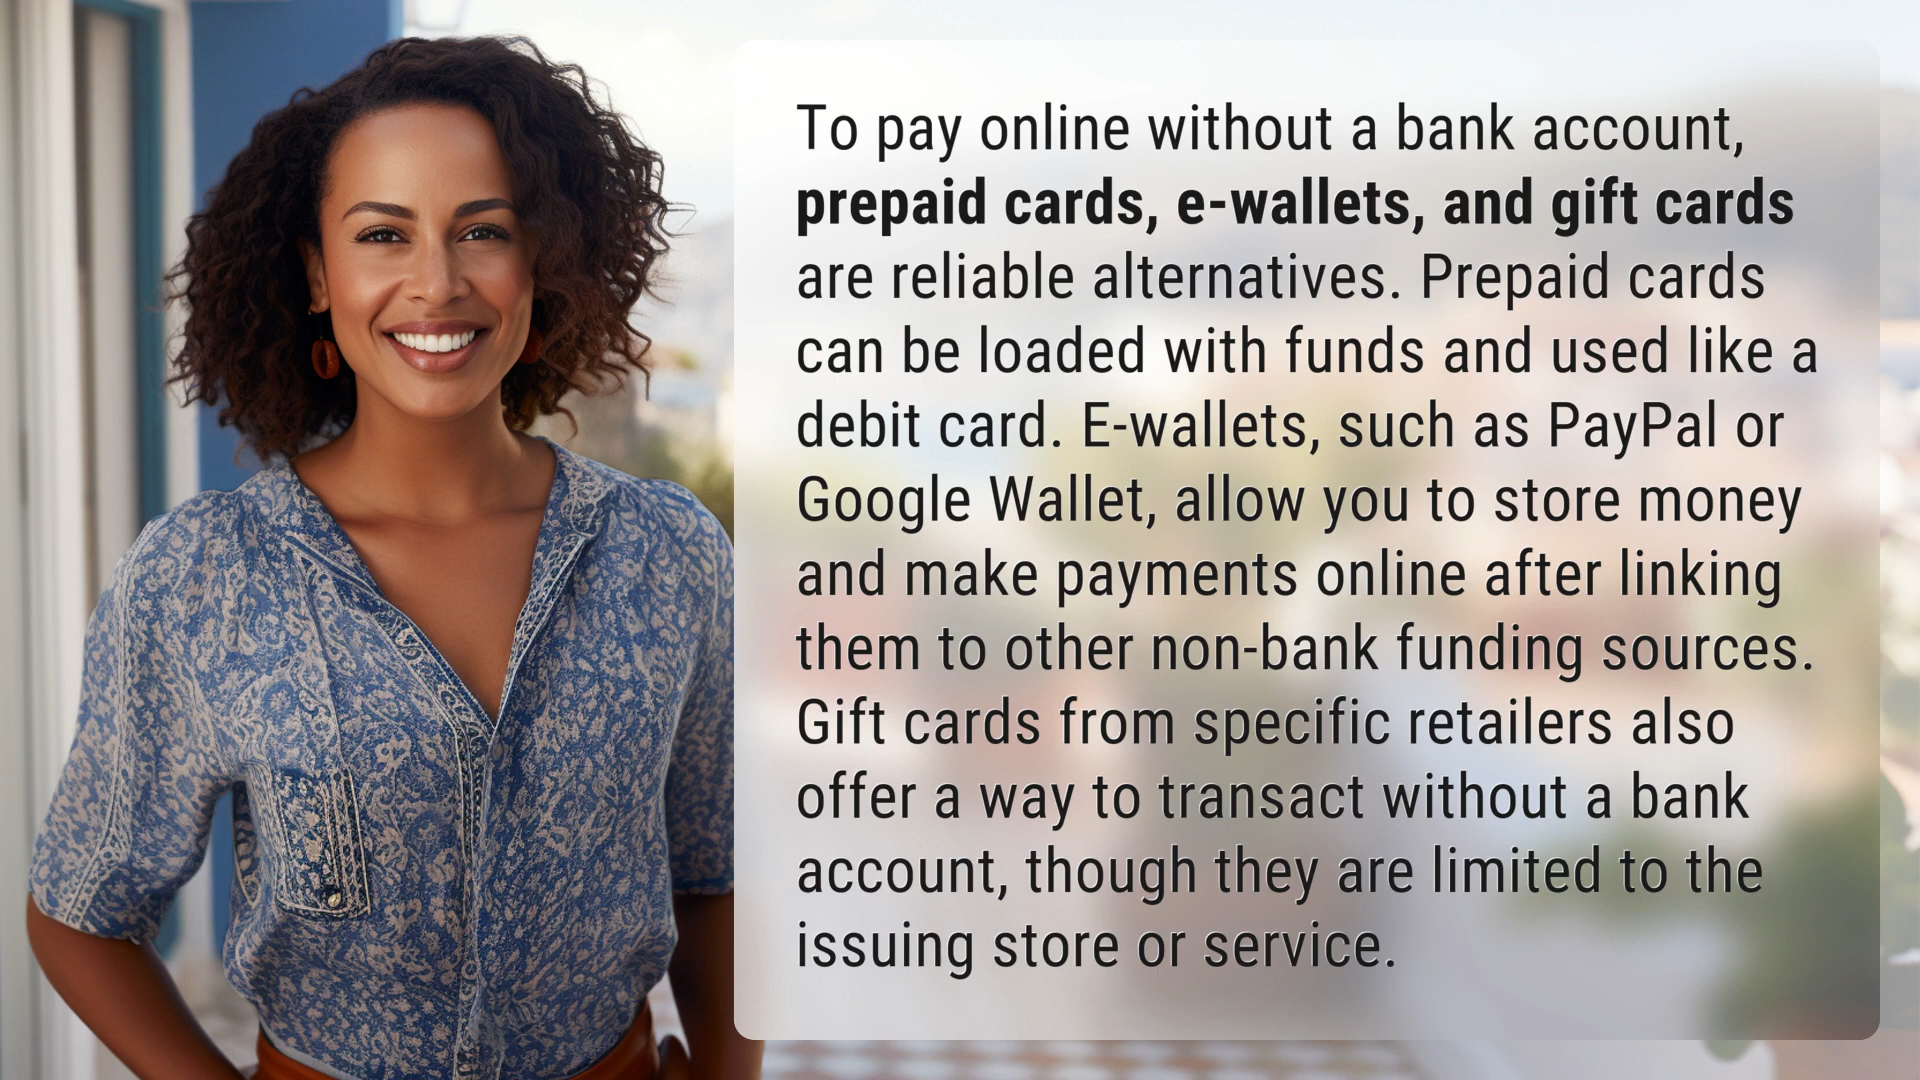 To pay online without a bank account,
prepaid cards, e-wallets, and gift cards
are reliable alternatives. Prepaid cards
can be loaded with funds and used like a
debit card. E-wallets, such as PayPal or
Google Wallet, allow you to store money
and make payments online after linking
them to other non-bank funding sources.
Gift cards from specific retailers also
offer a way to transact without a bank
account, though they are limited to the
issuing store or service.